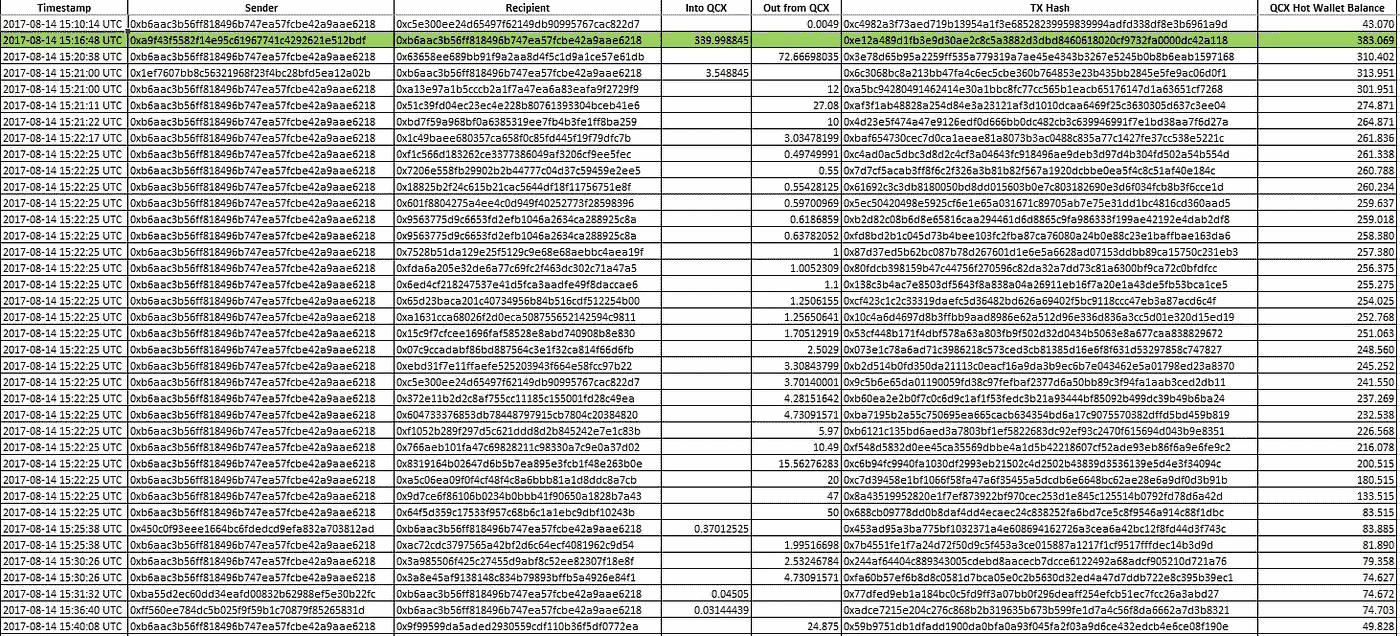 Timestamp Sender Recipient Into QCX Out from QCX TX Hash QCX Hot Wallet Balance
2017-08-14 15:10:14 UTC 0xb6aac3b56ff818496b747ea57fcbe42a9aae6218 0xc5e300ee24d65497f62149db90995767cac822d7 0.0049 0xc4982a3f73aed719b13954a1f3e68528239959839994adfd338df8e3b6961a9d 43.070
2017-08-14 15:16:48 UTC 0xa9f43f5582f14e95c61967741c4292621e512bdf 0xb6aac3b56ff818496b747ea57fcbe42a9aae6218 339.998845 0xe12a489d1fb3e9d30ae2c8c5a3882d3dbd8460618020cf9732fa0000dc42a118 383.069
2017-08-14 15:20:38 UTC 0xb6aac3b56ff818496b747ea57fcbe42a9aae6218 0x63658ee689bb91f9a2aa8d4f5c1d9a1ce57e61db 72.66698035 0x3e78d65b95a2259ff535a779319a7ae45e4343b3267e5245b0b8b6eab1597168 310.402
2017-08-14 15:21:00 UTC 0x1ef7607bb8c56321968f23f4bc28bfd5ea12a02b 0xb6aac3b56ff818496b747ea57fcbe42a9aae6218 3.548845 0x6c3068bc8a213bb47fa4c6ec5cbe360b764853e23b435bb2845e5fe9ac06d0f1 313.951
2017-08-14 15:21:00 UTC 0xb6aac3b56ff818496b747ea57fcbe42a9aae6218 0xa13e97a1b5cccb2a1f7a47ea6a83eafa9f2729f9 12 0xa5bc94280491462414e30a1bbc8fc77cc565b1eacb65176147d1a63651cf7268 301.951
2017-08-14 15:21:11 UTC 0xb6aac3b56ff818496b747ea57fcbe42a9aae6218 0x51c39fd04ec23ec4e228b80761393304bceb41e6 27.08 0xaf3f1ab48828a254d84e3a23121af3d1010dcaa6469f25c3630305d637c3ee04 274.871
2017-08-14 15:21:22 UTC 0xb6aac3b56ff818496b747ea57fcbe42a9aae6218 0xbd7f59a968bf0a6385319ee7fb4b3fe1ff8ba259 10 0x4d23e5f474a47e9126edf0d666bb0dc482cb3c639946991f7e1bd38aa7f6d27a 264.871
2017-08-14 15:22:17 UTC 0xb6aac3b56ff818496b747ea57fcbe42a9aae6218 0x1c49baee680357ca658f0c85fd445f19f79dfc7b 3.03478199 0xbaf654730cec7d0ca1aeae81a8073b3ac0488c835a77c1427fe37cc538e5221c 261.836
2017-08-14 15:22:25 UTC 0xb6aac3b56ff818496b747ea57fcbe42a9aae6218 0xf1c566d183262ce3377386049af3206cf9ee5fec 0.49749991 0xc4ad0ac5dbc3d8d2c4cf3a04643fc918496ae9deb3d97d4b304fd502a54b554d 261.338
2017-08-14 15:22:25 UTC 0xb6aac3b56ff818496b747ea57fcbe42a9aae6218 0x7206e558fb29902b2b44777c04d37c59459e2ee5 0.55 0x7d7cf5acab3ff8f6c2f326a3b81b82f567a1920dcbbe0ea5f4c8c51af40e184c 260.788
2017-08-14 15:22:25 UTC 0xb6aac3b56ff818496b747ea57fcbe42a9aae6218 0x18825b2f24c615b21cac5644df18f11756751e8f 0.55428125 0x61692c3c3db8180050bd8dd015603b0e7c803182690e3d6f034fcb8b3f6cce1d 260.234
2017-08-14 15:22:25 UTC 0xb6aac3b56ff818496b747ea57fcbe42a9aae6218 0x601f8804275a4ee4c0d949f40252773f28598396 0.59700969 0x5ec50420498e5925cf6e1e65a031671c89705ab7e75e31dd1bc4816cd360aad5 259.637
2017-08-14 15:22:25 UTC 0xb6aac3b56ff818496b747ea57fcbe42a9aae6218 0x9563775d9c6653fd2efb1046a2634ca288925c8a 0.6186859 0xb2d82c08b6d8e65816caa294461d6d8865c9fa986333f199ae42192e4dab2df8 259.018
2017-08-14 15:22:25 UTC 0xb6aac3b56ff818496b747ea57fcbe42a9aae6218 0x9563775d9c6653fd2efb1046a2634ca288925c8a 0.63782052 0xfd8bd2b1c045d73b4bee103fc2fba87ca76080a24b0e88c23e1baffbae163da6 258.380
2017-08-14 15:22:25 UTC 0xb6aac3b56ff818496b747ea57fcbe42a9aae6218 0x7528b51da129e25f5129c9e68e68aebbc4aea19f 1 0x87d37ed5b62bc087b78d267601d1e6e5a6628ad07153ddbb89ca15750c231eb3 257.380
2017-08-14 15:22:25 UTC 0xb6aac3b56ff818496b747ea57fcbe42a9aae6218 0xfda6a205e32de6a77c69fc2f463dc302c71a47a5 1.0052309 0x80fdcb398159b47c44756f270596c82da32a7dd73c81a6300bf9ca72c0bfdfcc 256.375
2017-08-14 15:22:25 UTC 0xb6aac3b56ff818496b747ea57fcbe42a9aae6218 0x6ed4cf218247537e41d5fca3aadfe49f8daccae6 1.1 0x138c3b4ac7e8503df5643f8a838a04a26911eb16f7a20e1a43de5fb53bca1ce5 255.275
2017-08-14 15:22:25 UTC 0xb6aac3b56ff818496b747ea57fcbe42a9aae6218 0x65d23baca201c40734956b84b516cdf512254b00 1.2506155 0xcf423c1c2c33319daefc5d36482bd626a69402f5bc9118ccc47eb3a87acd6c4f 254.025
2017-08-14 15:22:25 UTC 0xb6aac3b56ff818496b747ea57fcbe42a9aae6218 0xa1631cca68026f2d0eca508755652142594c9811 1.25650641 0x10c4a6d4697d8b3ffbb9aad8986e62a512d96e336d836a3cc5d01e320d15ed19 252.768
2017-08-14 15:22:25 UTC 0xb6aac3b56ff818496b747ea57fcbe42a9aae6218 0x15c9f7cfcee1696faf58528e8abd740908b8e830 1.70512919 0x53cf448b171f4dbf578a63a803fb9f502d32d0434b5063e8a677caa838829672 251.063
2017-08-14 15:22:25 UTC 0xb6aac3b56ff818496b747ea57fcbe42a9aae6218 0x07c9ccadabf86bd887564c3e1f32ca814f66d6fb 2.5029 0x073e1c78a6ad71c3986218c573ced3cb81385d16e6f8f631d53297858c747827 248.560
2017-08-14 15:22:25 UTC 0xb6aac3b56ff818496b747ea57fcbe42a9aae6218 0xebd31f7e11ffaefe525203943f664e58fcc97b22 3.30843799 0xb2d514b0fd350da21113c0eacf16a9da3b9ec6b7e043462e5a01798ed23a8370 245.252
2017-08-14 15:22:25 UTC 0xb6aac3b56ff818496b747ea57fcbe42a9aae6218 0xc5e300ee24d65497f62149db90995767cac822d7 3.70140001 0x9c5b6e65da01190059fd38c97fefbaf2377d6a50bb89c3f94fa1aab3ced2db11 241.550
2017-08-14 15:22:25 UTC 0xb6aac3b56ff818496b747ea57fcbe42a9aae6218 0x372e11b2d2c8af755cc11185c155001fd28c49ea 4.28151642 0xb60ea2e2b0f7c0c6d9c1af1f53fedc3b21a93444bf85092b499dc39b49b6ba24 237.269
2017-08-14 15:22:25 UTC 0xb6aac3b56ff818496b747ea57fcbe42a9aae6218 0x604733376853db78448797915cb7804c20384820 4.73091571 0xba7195b2a55c750695ea665cacb634354bd6a17c9075570382dffd5bd459b819 232.538
2017-08-14 15:22:25 UTC 0xb6aac3b56ff818496b747ea57fcbe42a9aae6218 0xf1052b289f297d5c621ddd8d2b845242e7e1c83b 5.97 0xb6121c135bd6aed3a7803bf1ef5822683dc92ef93c2470f615694d043b9e8351 226.568
2017-08-14 15:22:25 UTC 0xb6aac3b56ff818496b747ea57fcbe42a9aae6218 0x766aeb101fa47c69828211c98330a7c9e0a37d02 10.49 0xf548d5832d0ee45ca35569dbbe4a1d5b42218607cf52ade93eb86f6a9e6fe9c2 216.078
2017-08-14 15:22:25 UTC 0xb6aac3b56ff818496b747ea57fcbe42a9aae6218 0x8319164b02647d6b5b7ea895e3fcb1f48e263b0e 15.56276283 0xc6b94fc9940fa1030df2993eb21502c4d2502b43839d3536139e5d4e3f34094c 200.515
2017-08-14 15:22:25 UTC 0xb6aac3b56ff818496b747ea57fcbe42a9aae6218 0xa5c06ea09f0f4cf48f4c8a6bbb81a1d8ddc8a7cb 20 0xc7d39458e1bf1066f58fa47a6f35455a5dcdb6e6648bc62ae28e6a9df0d3b91b 180.515
2017-08-14 15:22:25 UTC 0xb6aac3b56ff818496b747ea57fcbe42a9aae6218 0x9d7ce6f86106b0234b0bbb41f90650a1828b7a43 47 0x8a43519952820e1f7ef873922bf970cec253d1e845c125514b0792fd78d6a42d 133.515
2017-08-14 15:22:25 UTC 0xb6aac3b56ff818496b747ea57fcbe42a9aae6218 0x64f5d359c17533f957c68b6c1a1ebc9dbf10243b 50 0x688cb09778dd0b8daf4dd4ecaec24c838252fa6bd7ce5c8f9546a914c88f1dbc 83.515
2017-08-14 15:25:38 UTC 0x450c0f93eee1664bc6fdedcd9efa832a703812ad 0xb6aac3b56ff818496b747ea57fcbe42a9aae6218 0.37012525 0x453ad95a3ba775bf1032371a4e608694162726a3cea6a42bc12f8fd44d3f743c 83.885
2017-08-14 15:25:38 UTC 0xb6aac3b56ff818496b747ea57fcbe42a9aae6218 0xac72cdc3797565a42bf2d6c64ecf4081962c9d54 1.99516698 0x7b4551fe1f7a24d72f50d9c5f453a3ce015887a1217f1cf9517fffdec14b3d9d 81.890
2017-08-14 15:30:26 UTC 0xb6aac3b56ff818496b747ea57fcbe42a9aae6218 0x3a985506f425c27455d9abf8c52ee82307f18e8f 2.53246784 0x244af64404c889343005cdebd8aacecb7dcce6122492a68adcf905210d721a76 79.358
2017-08-14 15:30:26 UTC 0xb6aac3b56ff818496b747ea57fcbe42a9aae6218 0x3a8e45af9138148c834b79893bffb5a4926e84f1 4.73091571 0xfa60b57ef6b8d8c0581d7bca05e0c2b5630d32ed4a47d7ddb722e8c395b39ec1 74.627
2017-08-14 15:31:32 UTC 0xba55d2ec60dd34eafd00832b62988ef5e30b22fc 0xb6aac3b56ff818496b747ea57fcbe42a9aae6218 0.04505 0x77dfed9eb1a184bc0c5fd9ff3a07bb0f296deaff254efcb51ec7fcc26a3abd27 74.672
2017-08-14 15:36:40 UTC 0xff560ee784dc5b025f9f59b1c70879f85265831d 0xb6aac3b56ff818496b747ea57fcbe42a9aae6218 0.03144439 0xadce7215e204c276c868b2b319635b673b599fe1d7a4c56f8da6662a7d3b8321 74.703
2017-08-14 15:40:08 UTC 0xb6aac3b56ff818496b747ea57fcbe42a9aae6218 0x9f99599da5aded2930559cdf110b36f5df0772ea 24.875 0x59b9751db1dfadd1900da0bfa0a93f045fa2f03a9d6ce432edcb4e6ce08f190e 49.828